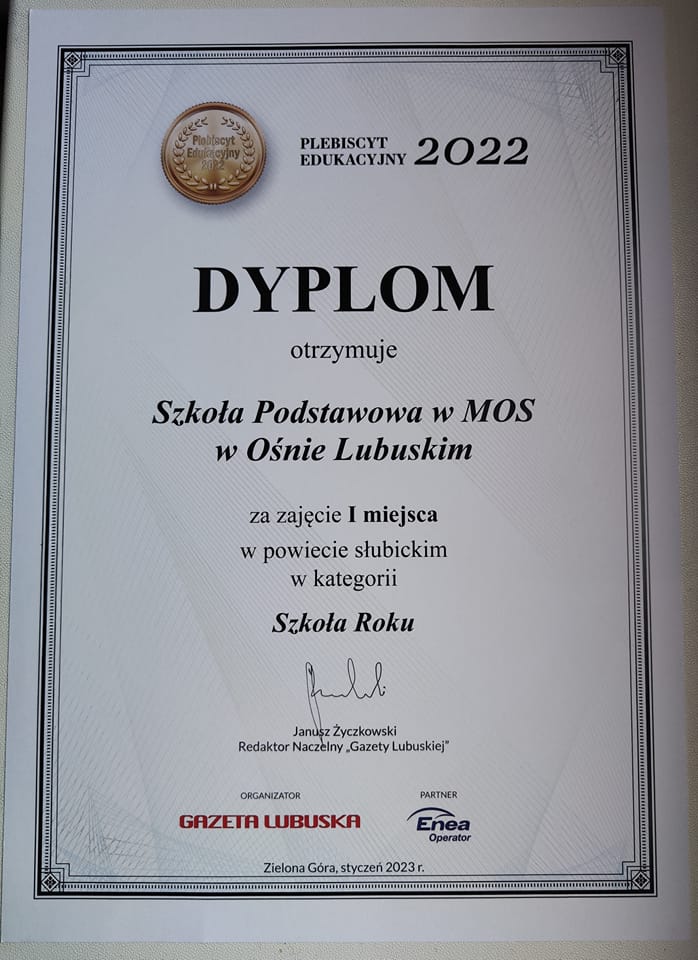 Plebiscyt
Edukacyjny
2022
PLEBISCYT
EDUKACYJNY 2022
DYPLOM
otrzymuje
Szkoła Podstawowa w MOS
w Ośnie Lubuskim
za zajęcie I miejsca
w powiecie słubickim
w kategorii
Szkoła Roku
Janusz Życzkowski
Redaktor Naczelny „Gazety Lubuskiej”
ORGANIZATOR
GAZETA LUBUSKA
PARTNER
Enea
Operator
Zielona Góra, styczeń 2023 r.